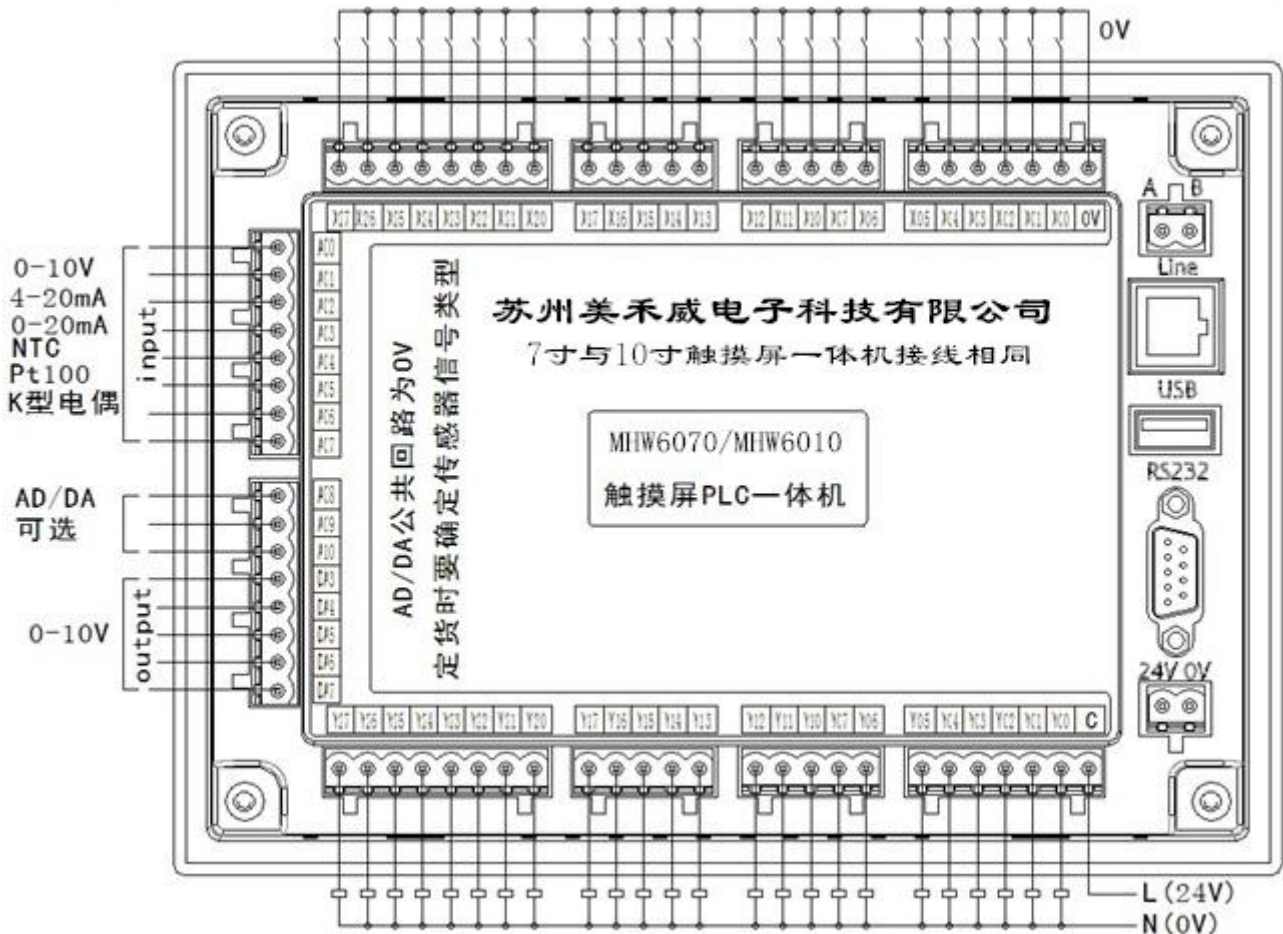 0V
X27 X26 X25 X24 X23 X22 X21 X20
X17 X16 X15 X14 X13
X12 X11 X10 X07 X06
X05 X04 X03 X02 X01 X00 0V
A B
Line
USB
RS232
24V 0V
0-10V
4-20mA
0-20mA
NTC
Pt100
K型电偶
input
AD0
AD1
AD2
AD3
AD4
AD5
AD6
AD7
AD/DA
可选
AD8
AD9
A10
0-10V
output
DA3
DA4
DA5
DA6
DA7
AD/DA公共回路为0V
定货时要确定传感器信号类型
苏州美禾威电子科技有限公司
7寸与10寸触摸屏一体机接线相同
MHW6070/MHW6010
触摸屏PLC一体机
Y27 Y26 Y25 Y24 Y23 Y22 Y21 Y20
Y17 Y16 Y15 Y14 Y13
Y12 Y11 Y10 Y07 Y06
Y05 Y04 Y03 Y02 Y01 Y00 C
L(24V)
N(0V)